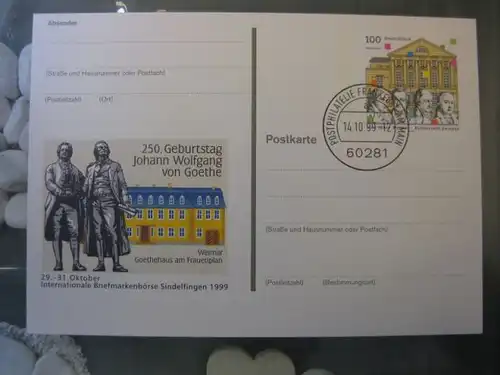 Absender
(Straße und Hausnummer oder Postfach)
(Postleitzahl) (Ort)
250. Geburtstag
Johann Wolfgang
von Goethe
Weimar
Goethehaus am Frauenplan
29.-31. Oktober
Internationale Briefmarkenbörse Sindelfingen 1999
100
POSTPHILATELIE FRANKFURT AM MAIN
14.10.99-12
60281
Postkarte
(Straße und Hausnummer oder Postfach)
(Postleitzahl) (Bestimmungsort)